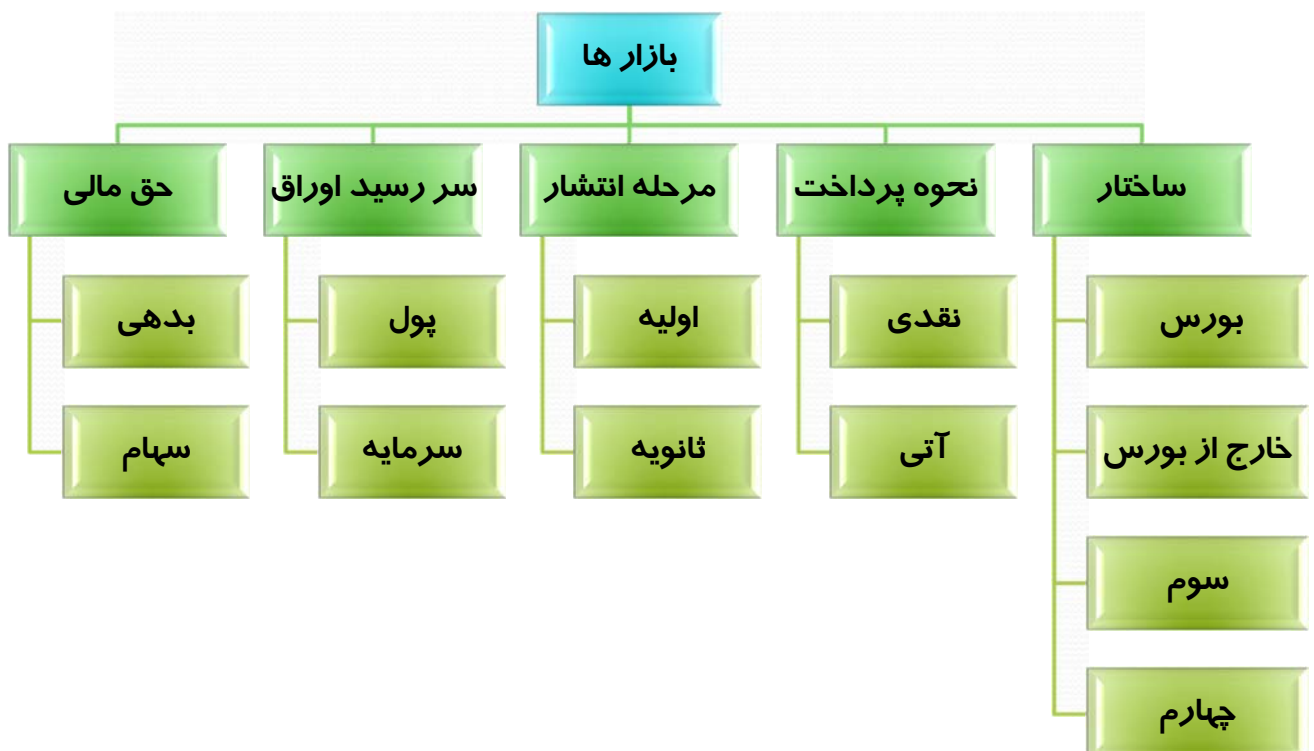 بازار ها
ساختار
نحوه پرداخت
مرحله انتشار
سر رسید اوراق
حق مالی
بورس
نقدی
اولیه
پول
بدهی
خارج از بورس
آتی
ثانویه
سرمایه
سهام
سوم
چهارم